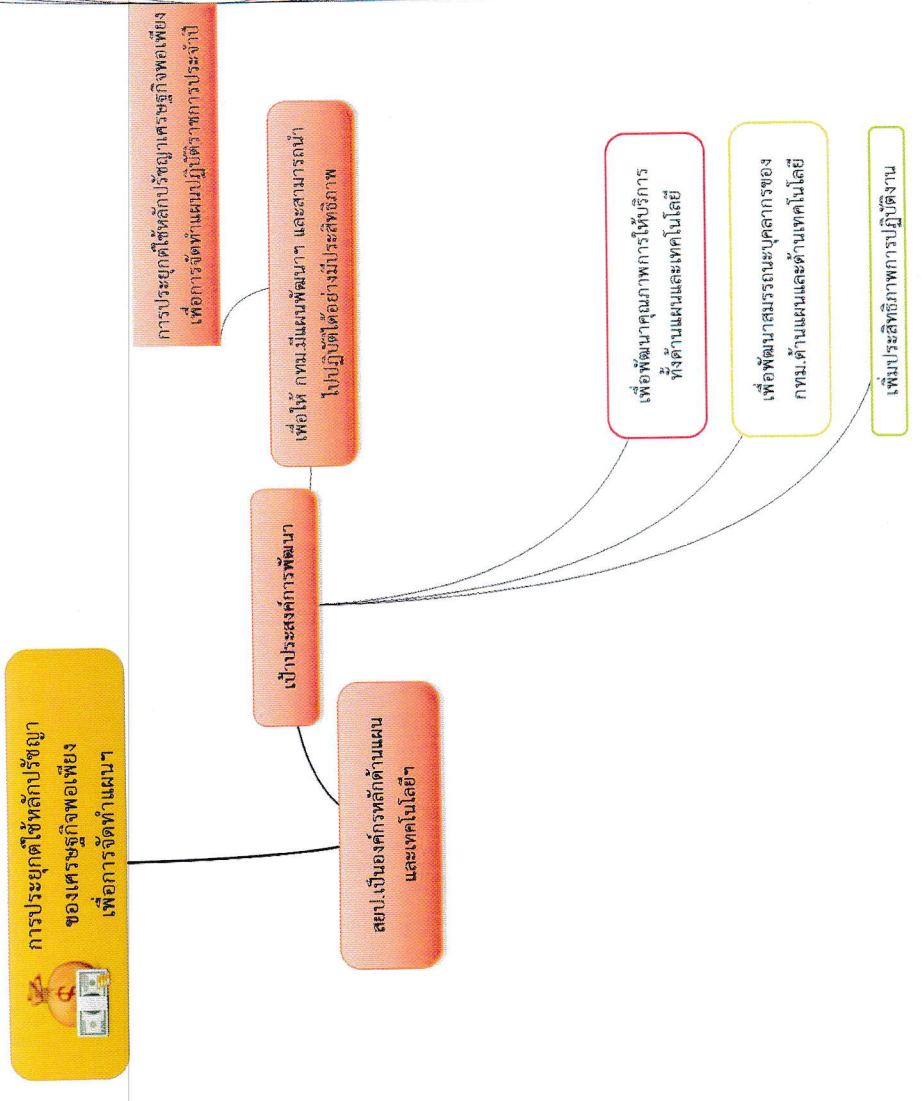 การประยุกต์ใช้หลักปรัชญา
ของเศรษฐกิจพอเพียง
เพื่อการจัดทำแผนฯ
สยป.เป็นองค์กรหลักด้านแผน
และเทคโนโลยีฯ
เป้าประสงค์การพัฒนา
เพื่อให้ กทม.มีแผนพัฒนาฯ และสามารถนำ
ไปปฏิบัติได้อย่างมีประสิทธิภาพ
การประยุกต์ใช้หลักปรัชญาเศรษฐกิจพอเพียง
เพื่อการจัดทำแผนปฏิบัติราชการประจำปี
เพื่อพัฒนาคุณภาพการให้บริการ
ทั้งด้านแผนและเทคโนโลยี
เพื่อพัฒนาสมรรถนะบุคลากรของ
กทม.ด้านแผนและด้านเทคโนโลยี
เพิ่มประสิทธิภาพการปฏิบัติงาน